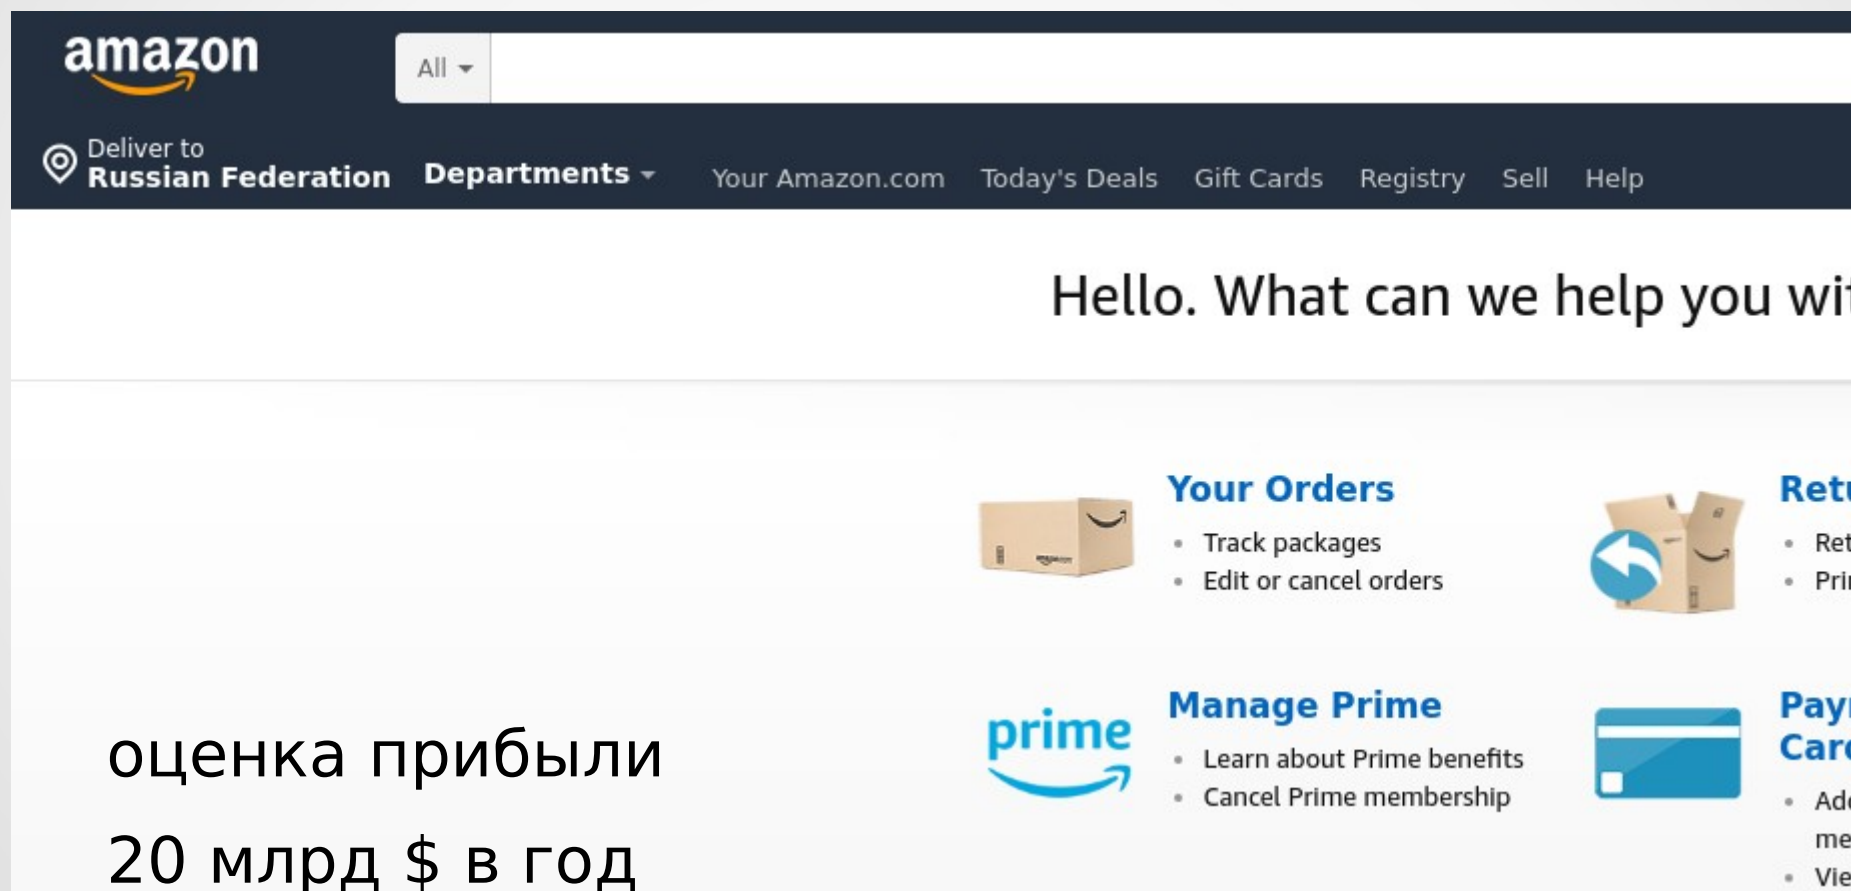 amazon
All
Deliver to
Russian Federation
Departments
Your Amazon.com
Today's Deals
Gift Cards
Registry
Sell
Help
Hello. What can we help you
Your Orders
Track packages
Edit or cancel orders
prime
Manage Prime
Learn about Prime benefits
Cancel Prime membership
оценка прибыли
20 млрд $ в год